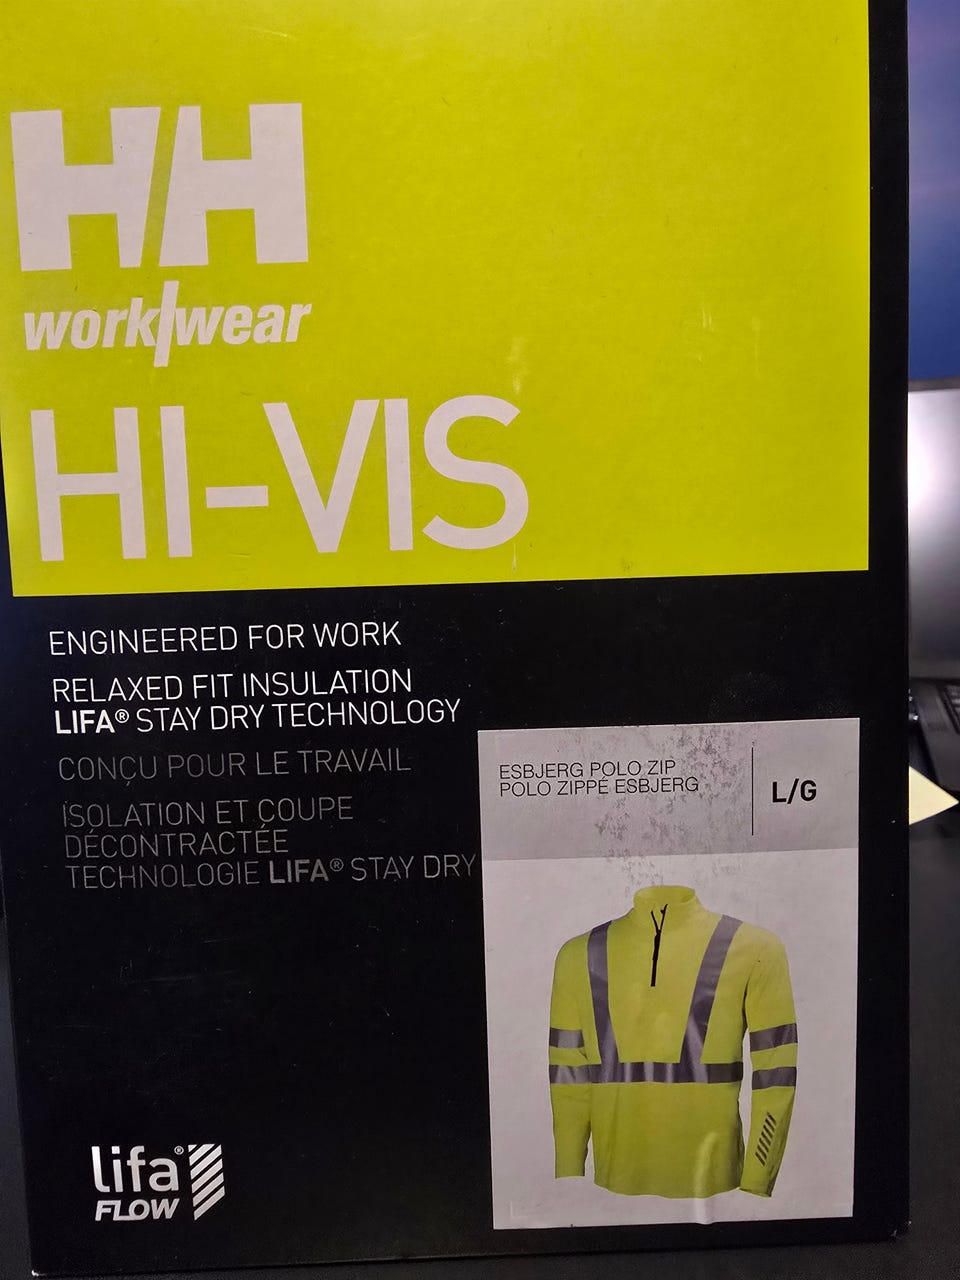 H/H
work/wear
HI-VIS
ENGINEERED FOR WORK
RELAXED FIT INSULATION
LIFA® STAY DRY TECHNOLOGY
CONÇU POUR LE TRAVAIL
ISOLATION ET COUPE
DÉCONTRACTÉE
TECHNOLOGIE LIFA® STAY DRY
ESBJERG POLO ZIP
POLO ZIPPÉ ESBJERG
L/G
lifa®
FLOW